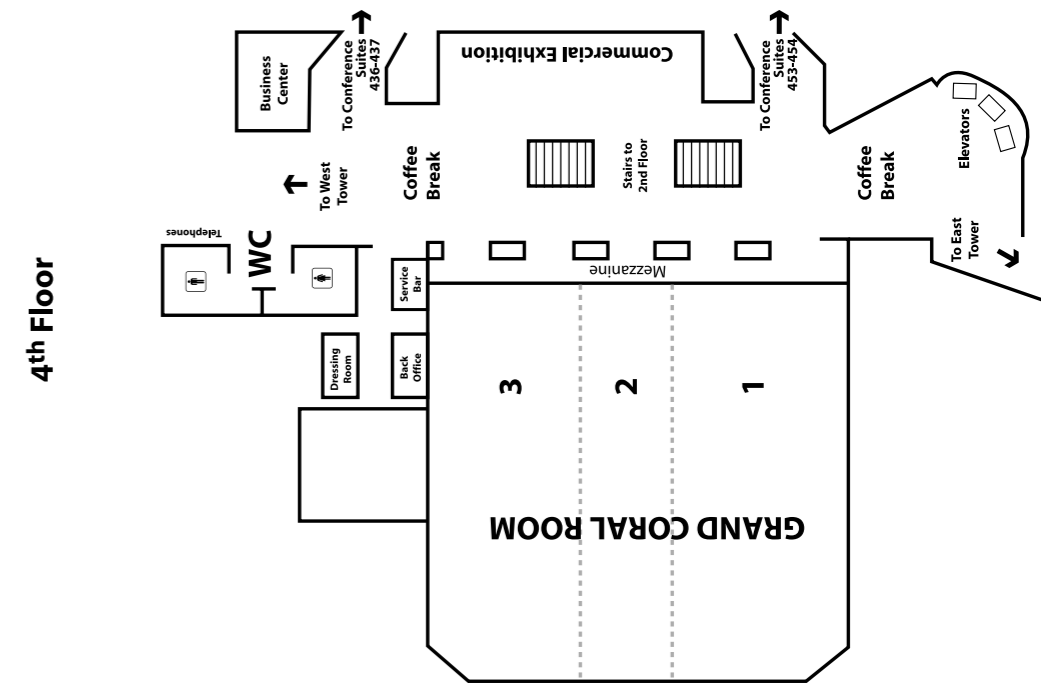 4th Floor
Business
Center
To Conference
Suites
436-437
Commercial Exhibition
To Conference
Suites
453-454
Elevators
Coffee
Break
Stairs to
2nd Floor
Coffee
Break
To West
Tower
To East
Tower
Telephones
WC
Mezzanine
Service
Bar
Dressing
Room
Back
Office
3
2
1
GRAND CORAL ROOM